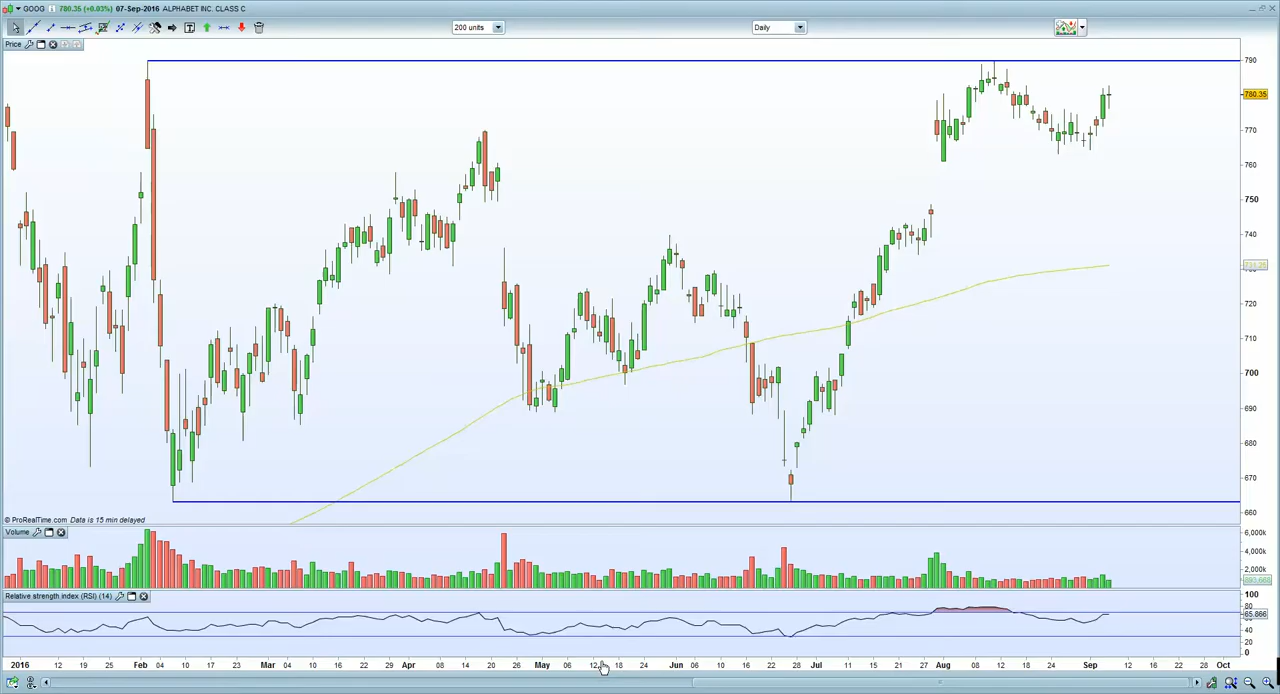 GOOG 780.35 (+0.03%) 07-Sep-2016 ALPHABET INC. CLASS C
200 units Daily
Price
790
780.35
770
760
750
740
720
710
700
690
680
670
660
© ProRealTime.com Data is 15 min delayed
Volume
6,000k
4,000k
2,000k
Relative strength index (RSI) (14)
100
80
65.866
40
20
0
2016 12 19 25 Feb 04 10 17 23 Mar 04 10 16 22 29 Apr 08 14 20 26 May 06 12 18 24 Jun 04 10 16 22 28 Jul 11 15 21 27 Aug 08 12 18 24 Sep 12 16 22 28 Oct